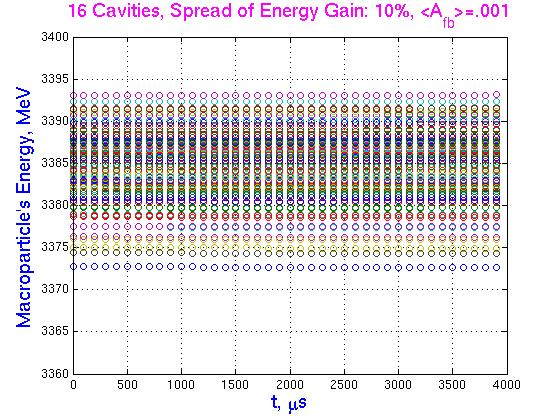 16 Cavities, Spread of Energy Gain: 10%, <A_fb>=.001
3400
3395
3390
3385
3380
3375
3370
3365
3360
Macroparticle's Energy, MeV
0 500 1000 1500 2000 2500 3000 3500 4000
t, μs